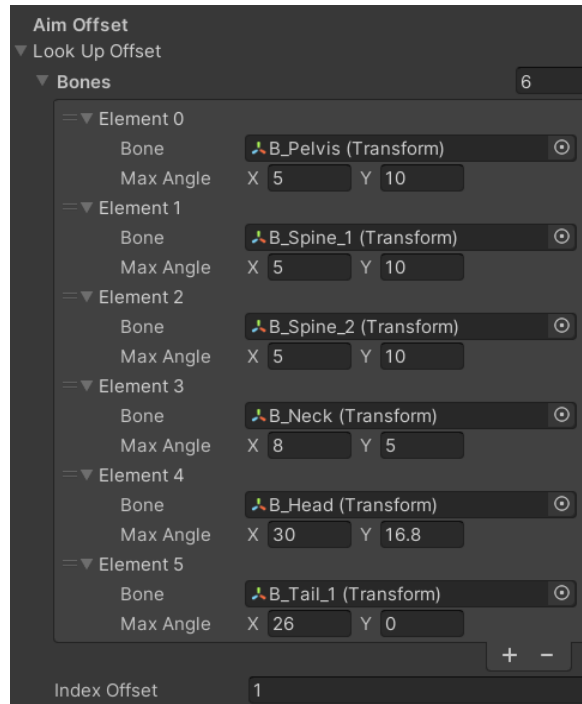 Aim Offset
Look Up Offset
Bones 6
Element 0
Bone B_Pelvis (Transform)
Max Angle X 5 Y 10
Element 1
Bone B_Spine_1 (Transform)
Max Angle X 5 Y 10
Element 2
Bone B_Spine_2 (Transform)
Max Angle X 5 Y 10
Element 3
Bone B_Neck (Transform)
Max Angle X 8 Y 5
Element 4
Bone B_Head (Transform)
Max Angle X 30 Y 16.8
Element 5
Bone B_Tail_1 (Transform)
Max Angle X 26 Y 0
+ −
Index Offset 1